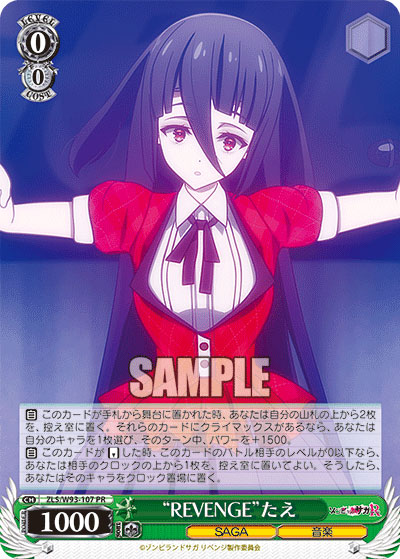 LEVEL
0
0
COST
SAMPLE
自 このカードが手札から舞台に置かれた時、あなたは自分の山札の上から2枚
を、控え室に置く。それらのカードにクライマックスがあるなら、あなたは
自分のキャラを1枚選び、そのターン中、パワーを+1500。
自 このカードが した時、このカードのバトル相手のレベルが0以下なら、
あなたは相手のクロックの上から1枚を、控え室に置いてよい。そうしたら、
あなたはそのキャラをクロック置場に置く。
CH ZLS/W93-107 PR
1000
“REVENGE”たえ
ゾンビランドサガR
SAGA 音楽
©ゾンビランドサガ リベンジ製作委員会